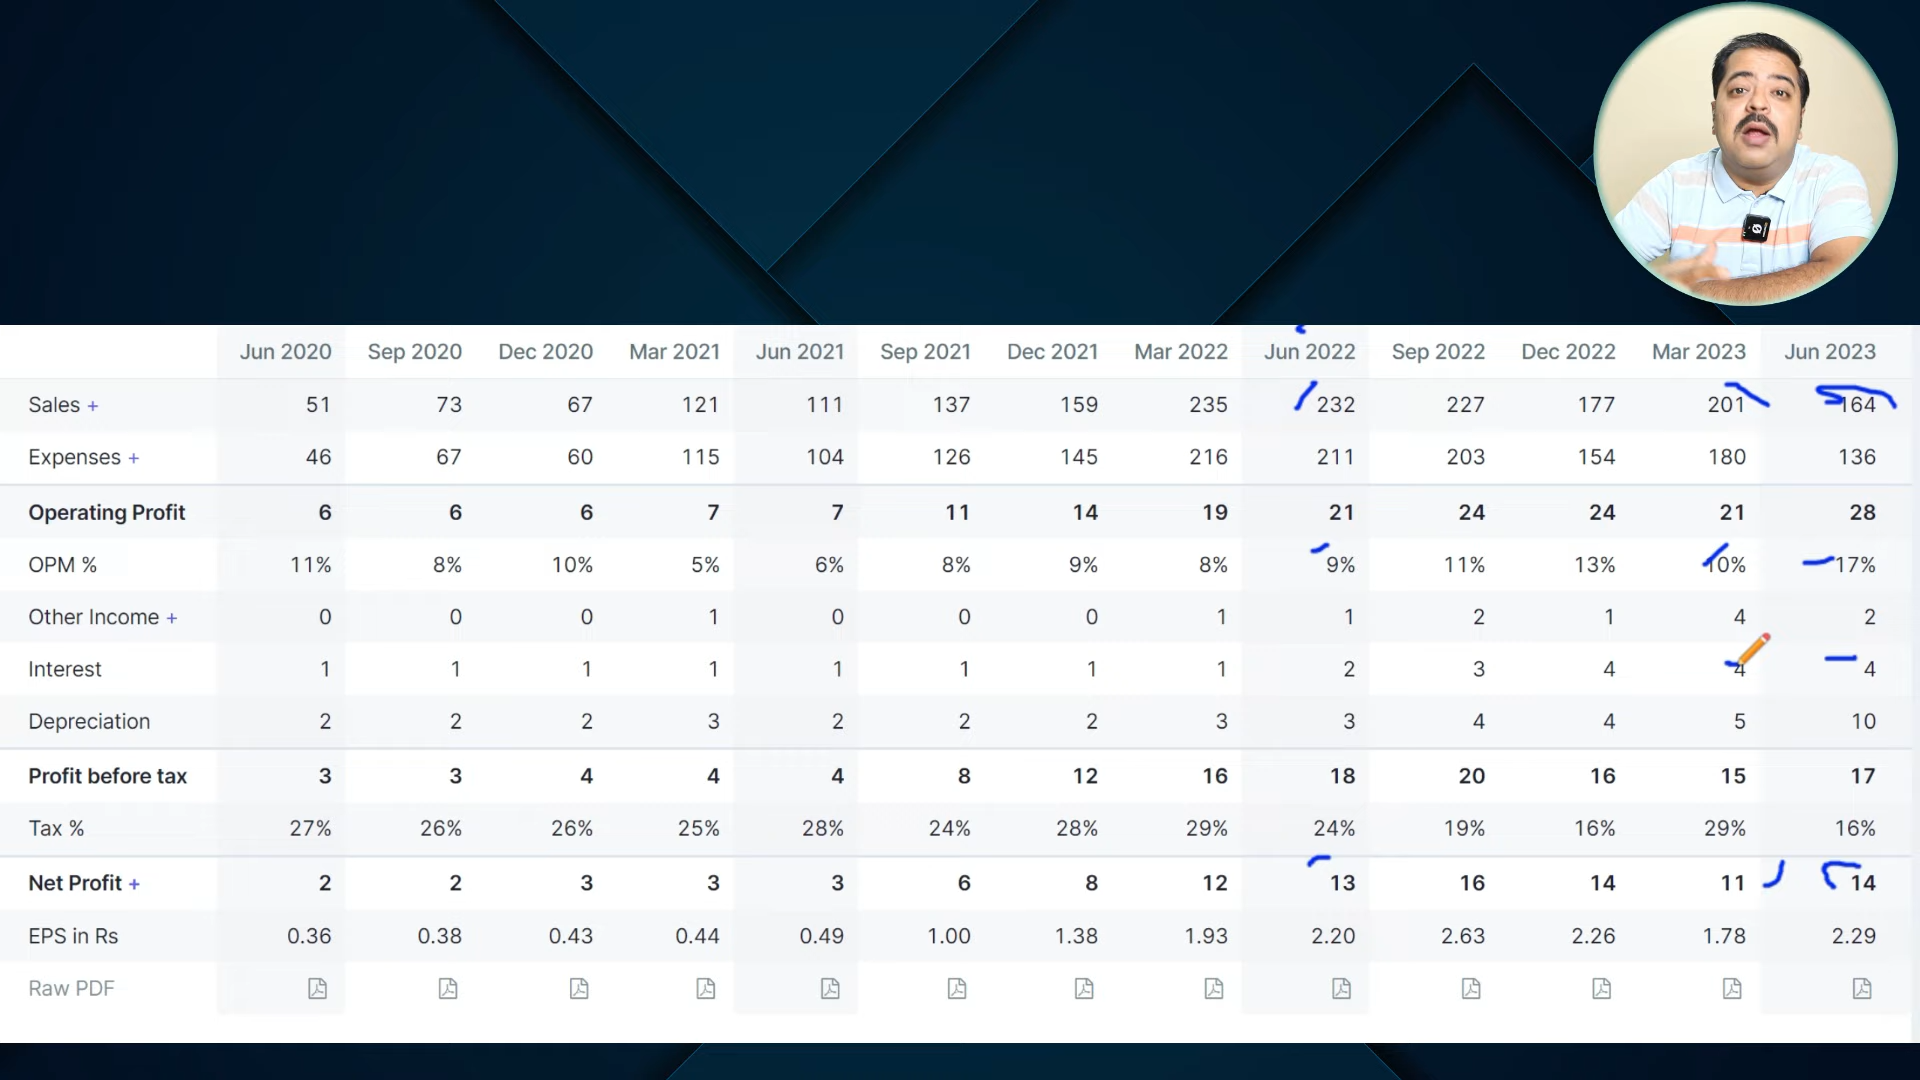 Jun 2020 Sep 2020 Dec 2020 Mar 2021 Jun 2021 Sep 2021 Dec 2021 Mar 2022 Jun 2022 Sep 2022 Dec 2022 Mar 2023 Jun 2023
Sales + 51 73 67 121 111 137 159 235 232 227 177 201 164
Expenses + 46 67 60 115 104 126 145 216 211 203 154 180 136
Operating Profit 6 6 6 7 7 11 14 19 21 24 24 21 28
OPM % 11% 8% 10% 5% 6% 8% 9% 8% 9% 11% 13% 10% 17%
Other Income + 0 0 0 1 0 0 0 1 1 2 1 4 2
Interest 1 1 1 1 1 1 1 1 2 3 4 4 4
Depreciation 2 2 2 3 2 2 2 3 3 4 4 5 10
Profit before tax 3 3 4 4 4 8 12 16 18 20 16 15 17
Tax % 27% 26% 26% 25% 28% 24% 28% 29% 24% 19% 16% 29% 16%
Net Profit + 2 2 3 3 3 6 8 12 13 16 14 11 14
EPS in Rs 0.36 0.38 0.43 0.44 0.49 1.00 1.38 1.93 2.20 2.63 2.26 1.78 2.29
Raw PDF